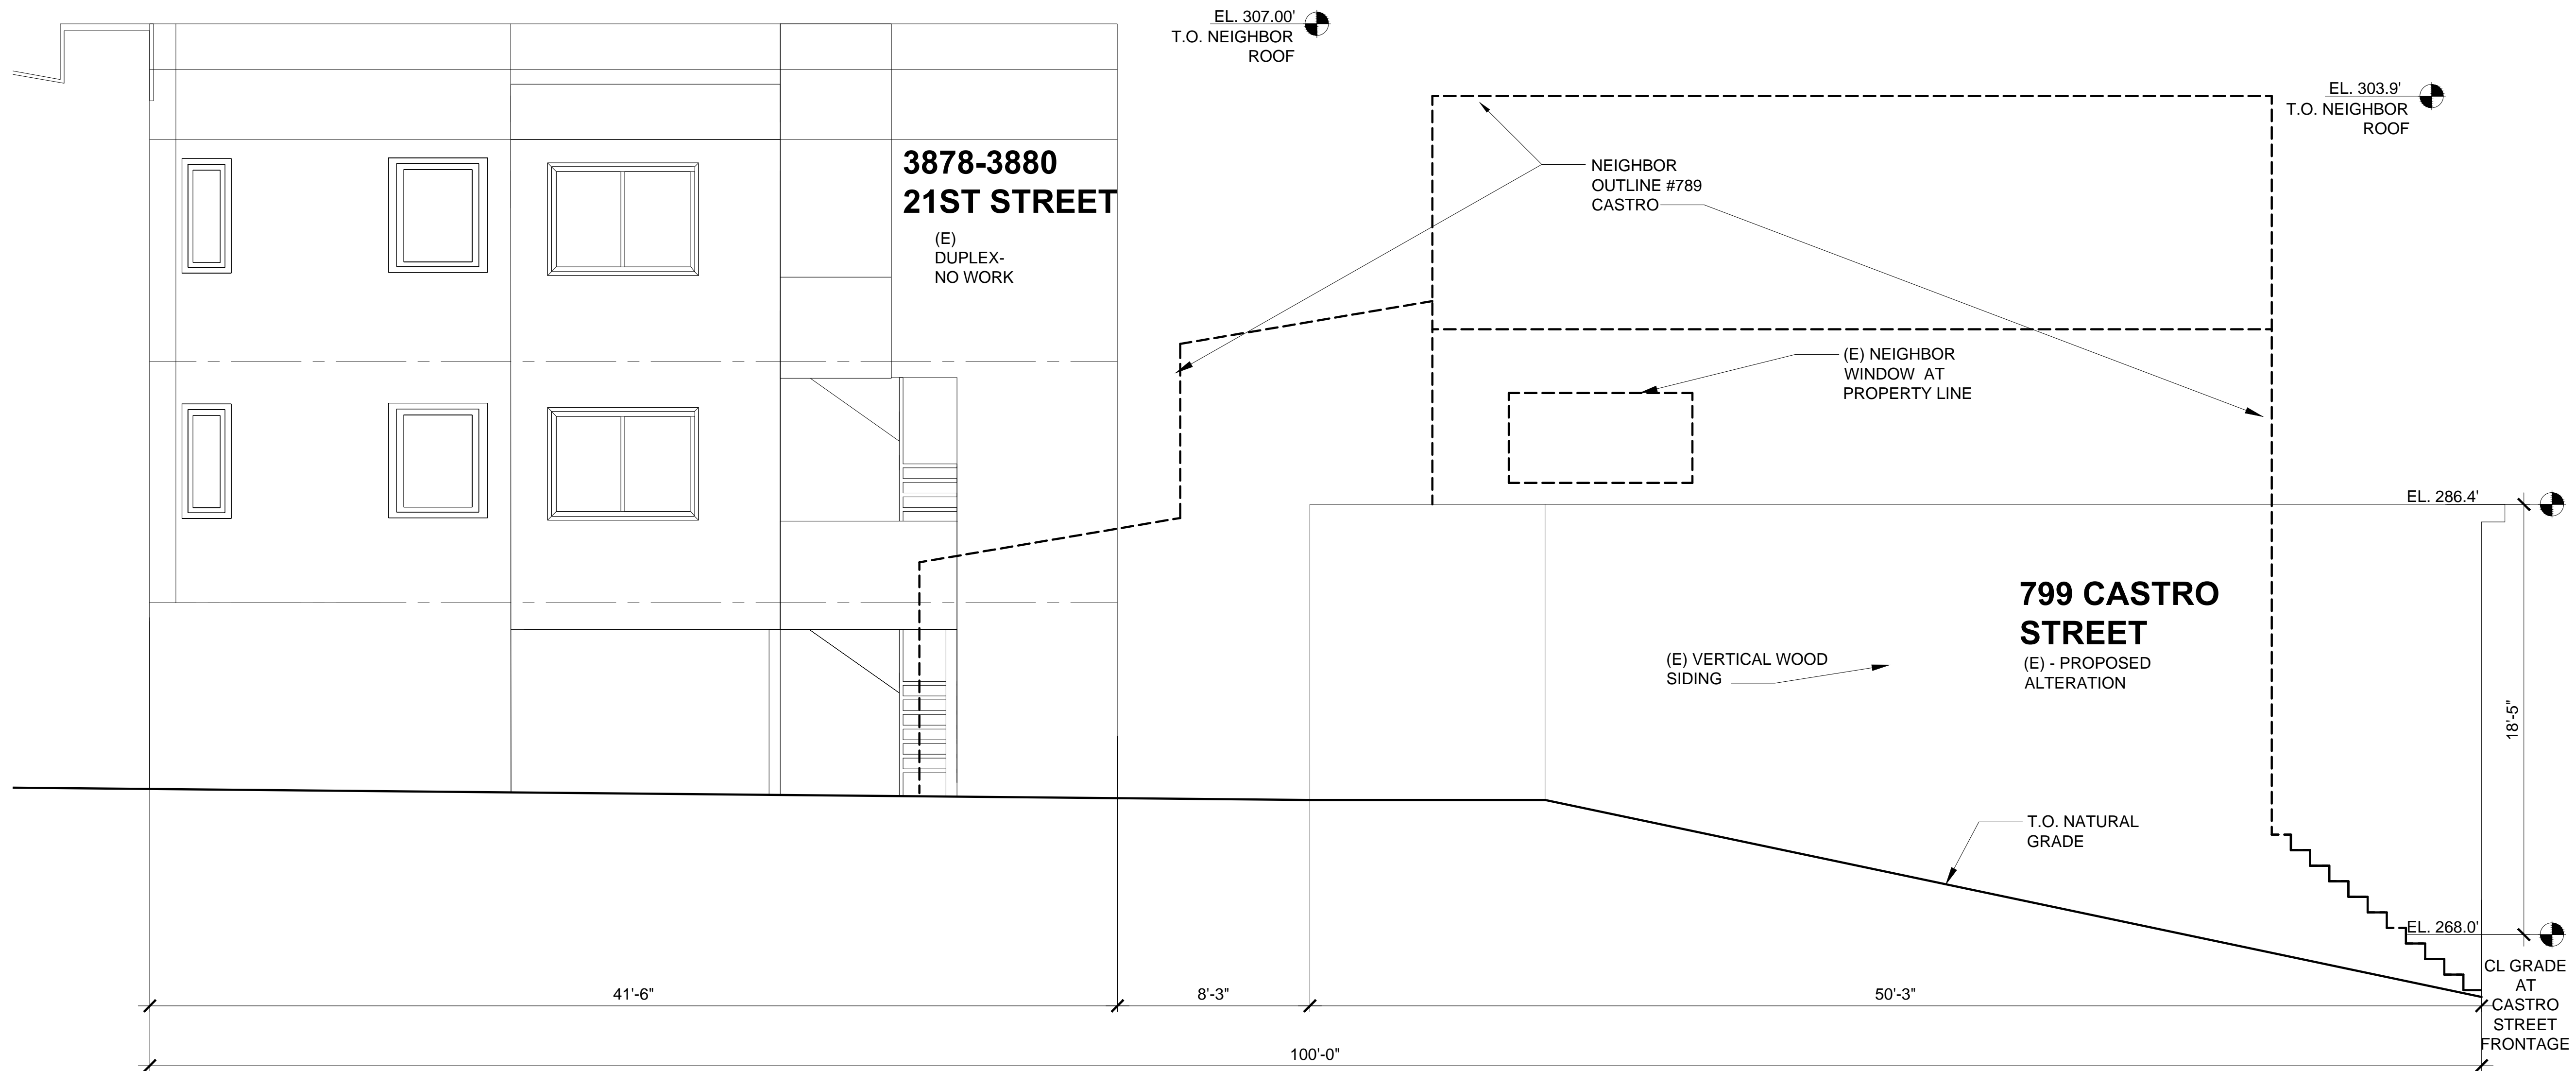 EL. 307.00'
T.O. NEIGHBOR
ROOF
EL. 303.9'
T.O. NEIGHBOR
ROOF
3878-3880
21ST STREET
(E)
DUPLEX-
NO WORK
NEIGHBOR
OUTLINE #789
CASTRO
(E) NEIGHBOR
WINDOW AT
PROPERTY LINE
EL. 286.4'
799 CASTRO
STREET
(E) - PROPOSED
ALTERATION
(E) VERTICAL WOOD
SIDING
18'-5"
T.O. NATURAL
GRADE
EL. 268.0'
CL GRADE
AT
CASTRO
STREET
FRONTAGE
41'-6"
8'-3"
50'-3"
100'-0"